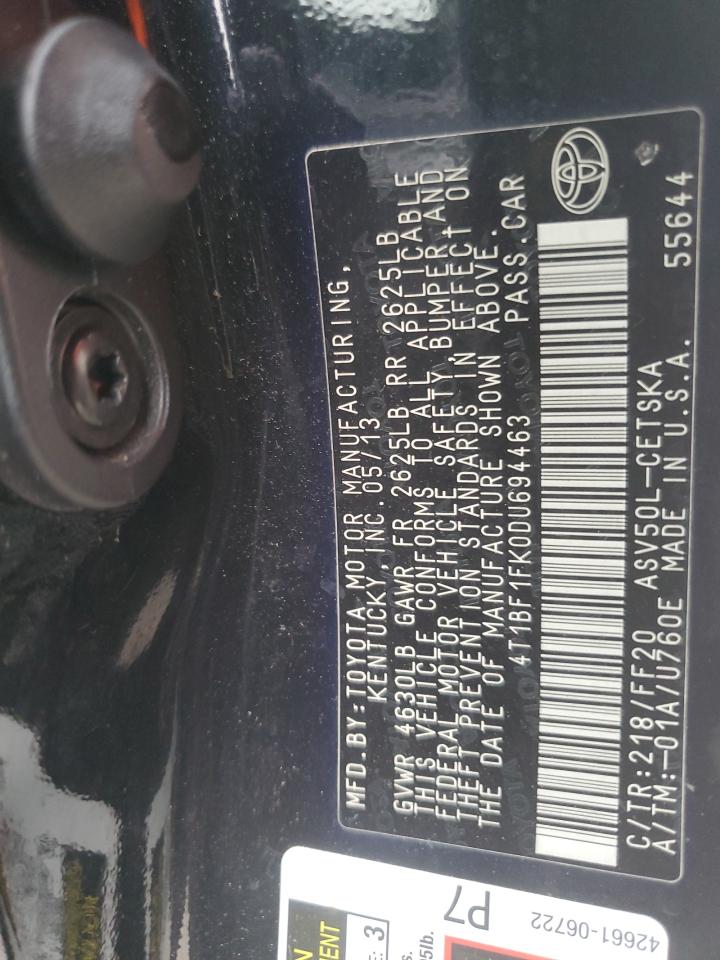 MFD.BY:TOYOTA MOTOR MANUFACTURING,
KENTUCKY,INC.05/13
GVWR 4630LB GAWR FR 2625LB RR 2625LB
THIS VEHICLE CONFORMS TO ALL APPLICABLE
FEDERAL MOTOR VEHICLE SAFETY,BUMPER,AND
THEFT PREVENTION STANDARDS IN EFFECT ON
THE DATE OF MANUFACTURE SHOWN ABOVE.
4T1BF1FK0DU694463 PASS.CAR
C/TR:218/FF20 ASV50L-CETSKA
A/TM:-01A/U760E MADE IN U.S.A. 55644
P7
42661-06722
3